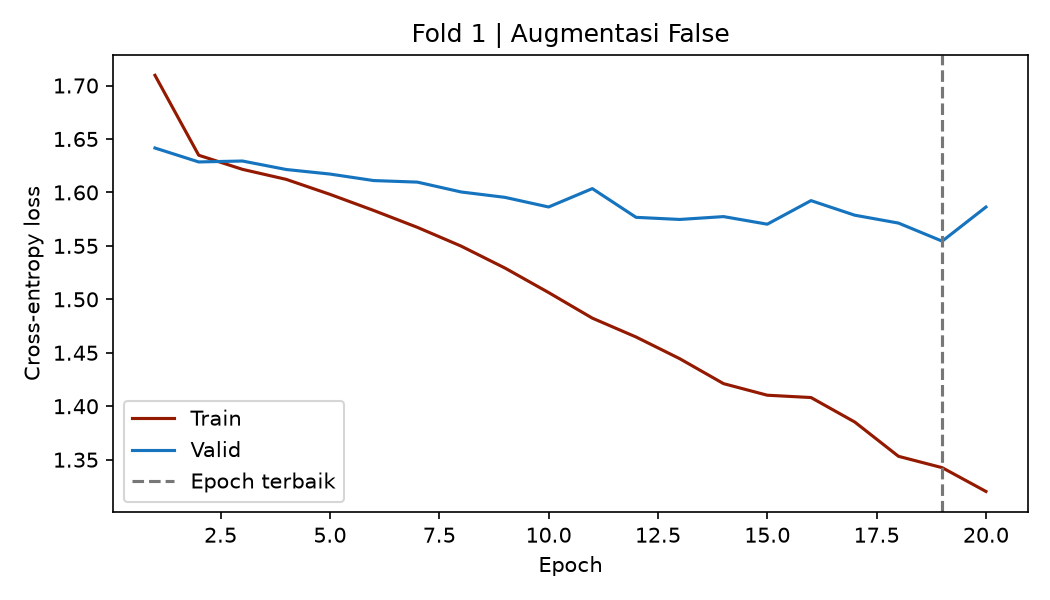 Fold 1 | Augmentasi False
Cross-entropy loss
1.70
1.65
1.60
1.55
1.50
1.45
1.40
1.35
Train
Valid
Epoch terbaik
2.5 5.0 7.5 10.0 12.5 15.0 17.5 20.0
Epoch